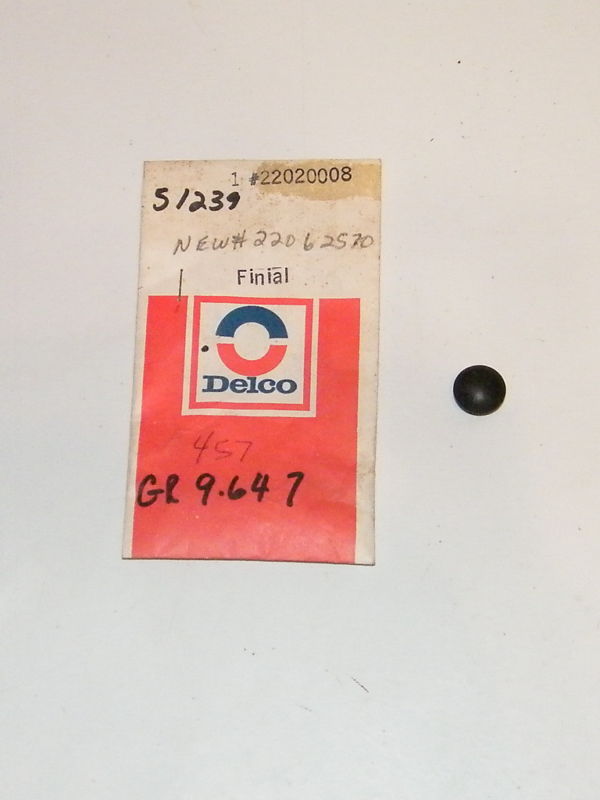 1 #22020008
51239
NEW# 22062570
Finial
Delco
457
GR 9.647